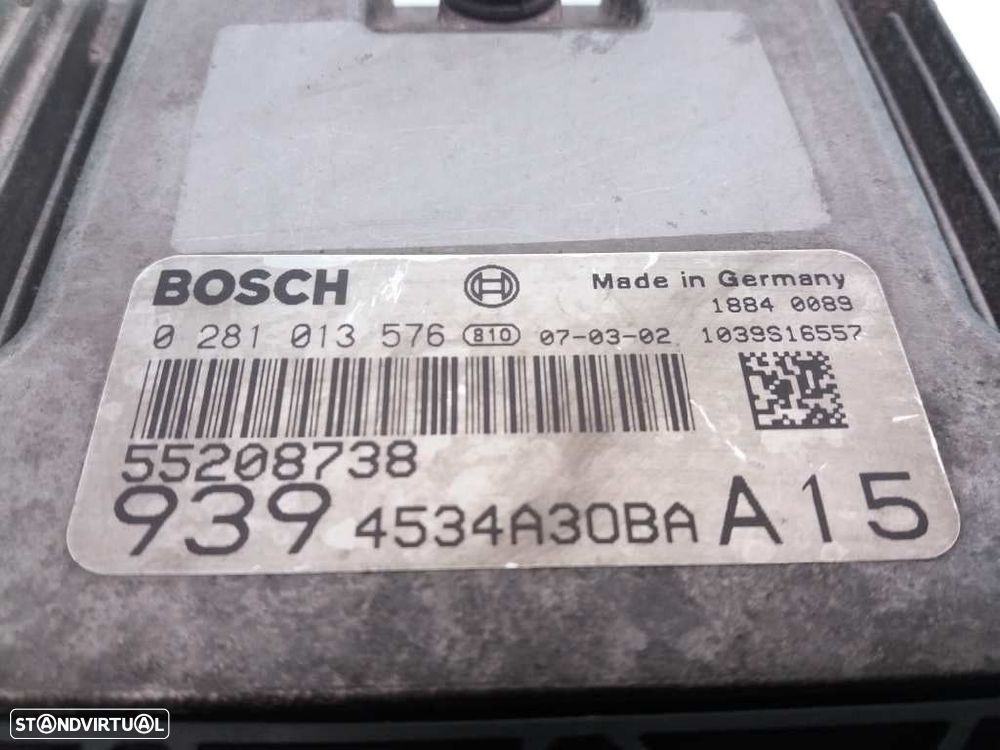 BOSCH
Made in Germany
1884 0089
0 281 013 576 810 07-03-02 1039S16557
55208738
939 4534A30BA A15
STANDVIRTUAL